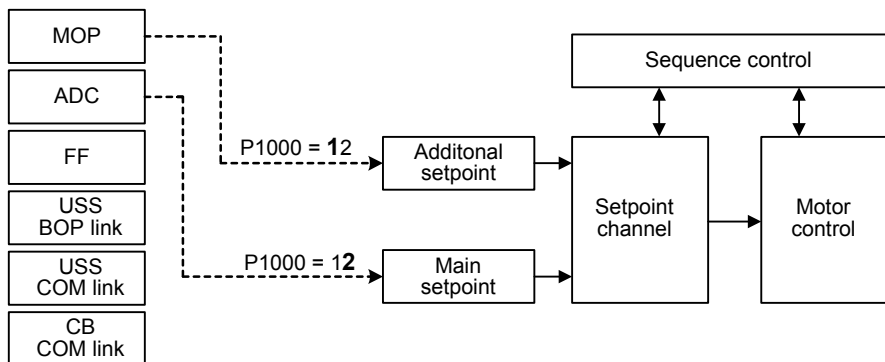 MOP
ADC
FF
USS
BOP link
USS
COM link
CB
COM link
P1000 = 12
P1000 = 12
Additonal
setpoint
Main
setpoint
Sequence control
Setpoint
channel
Motor
control